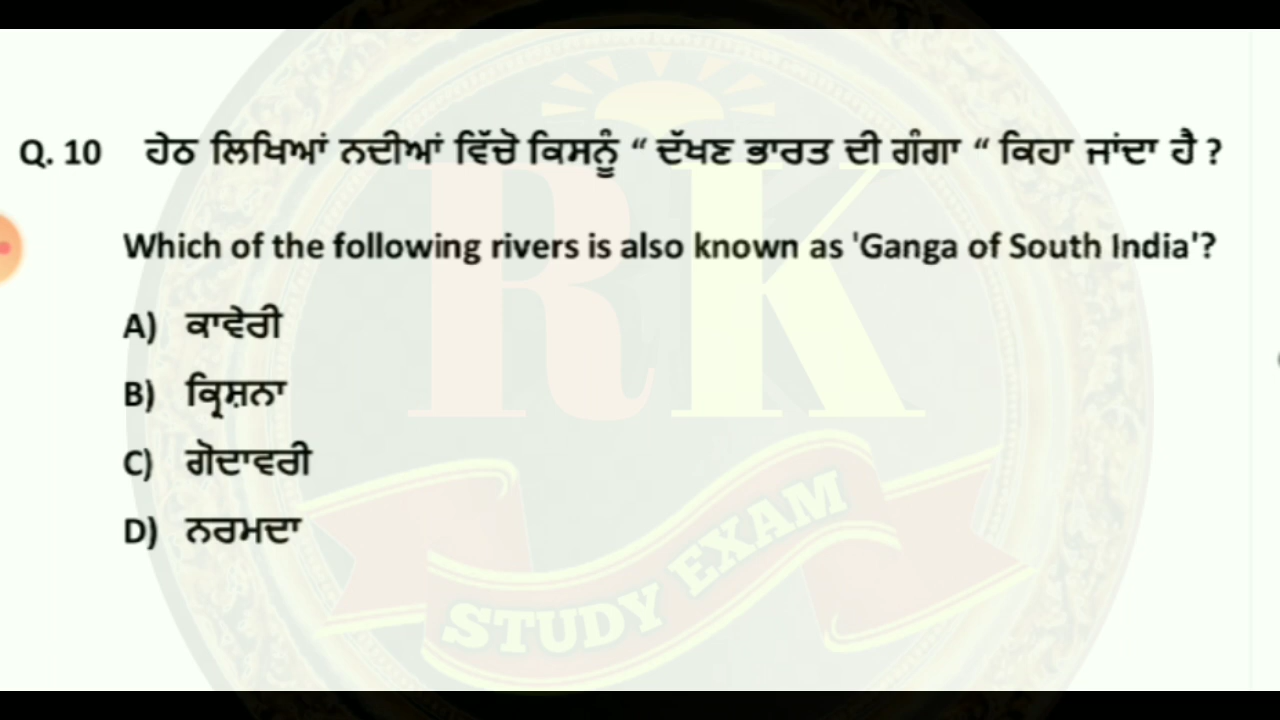 Q. 10 ਹੇਠ ਲਿਖਿਆਂ ਨਦੀਆਂ ਵਿੱਚੋ ਕਿਸਨੂੰ “ ਦੱਖਣ ਭਾਰਤ ਦੀ ਗੰਗਾ “ ਕਿਹਾ ਜਾਂਦਾ ਹੈ ?
Which of the following rivers is also known as 'Ganga of South India'?
A) ਕਾਵੇਰੀ
B) ਕ੍ਰਿਸ਼ਨਾ
C) ਗੋਦਾਵਰੀ
D) ਨਰਮਦਾ
RK
STUDY EXAM